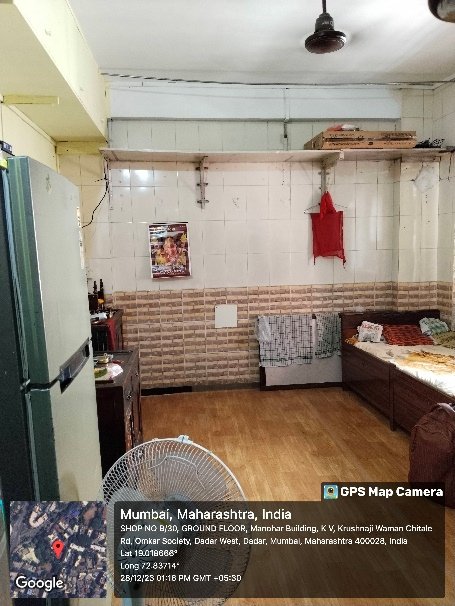 GPS Map Camera
Mumbai, Maharashtra, India
SHOP NO B/30, GROUND FLOOR, Manohar Building, K V, Krushnaji Waman Chitale
Rd, Omkar Society, Dadar West, Dadar, Mumbai, Maharashtra 400028, India
Lat 19.018668°
Long 72.83714°
28/12/23 01:16 PM GMT +05:30
Google